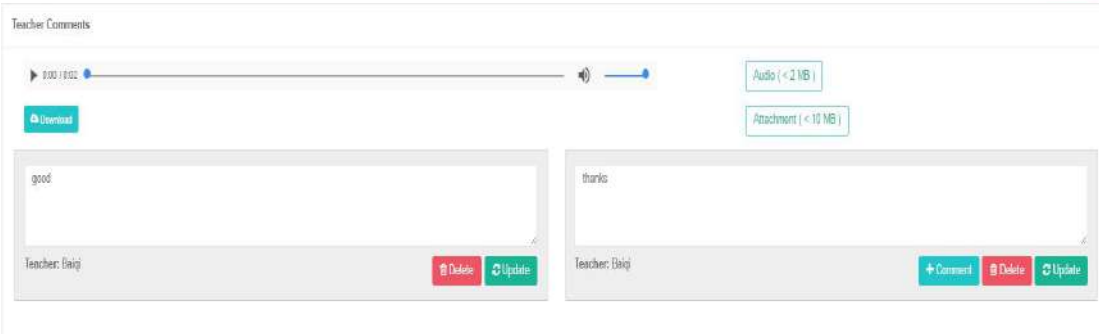 Teacher Comments
0:00 / 0:02
Audio ( < 2 MB )
Download
Attachment ( < 10 MB )
good
thanks
Teacher: Baiqi
Delete
Update
Teacher: Baiqi
+ Comment
Delete
Update